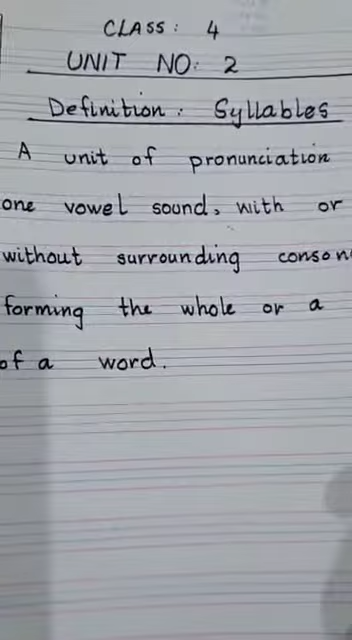 CLASS: 4
UNIT NO: 2
Definition: Syllables
A unit of pronunciation
one vowel sound, with or
without surrounding
forming the whole or a
of a word.